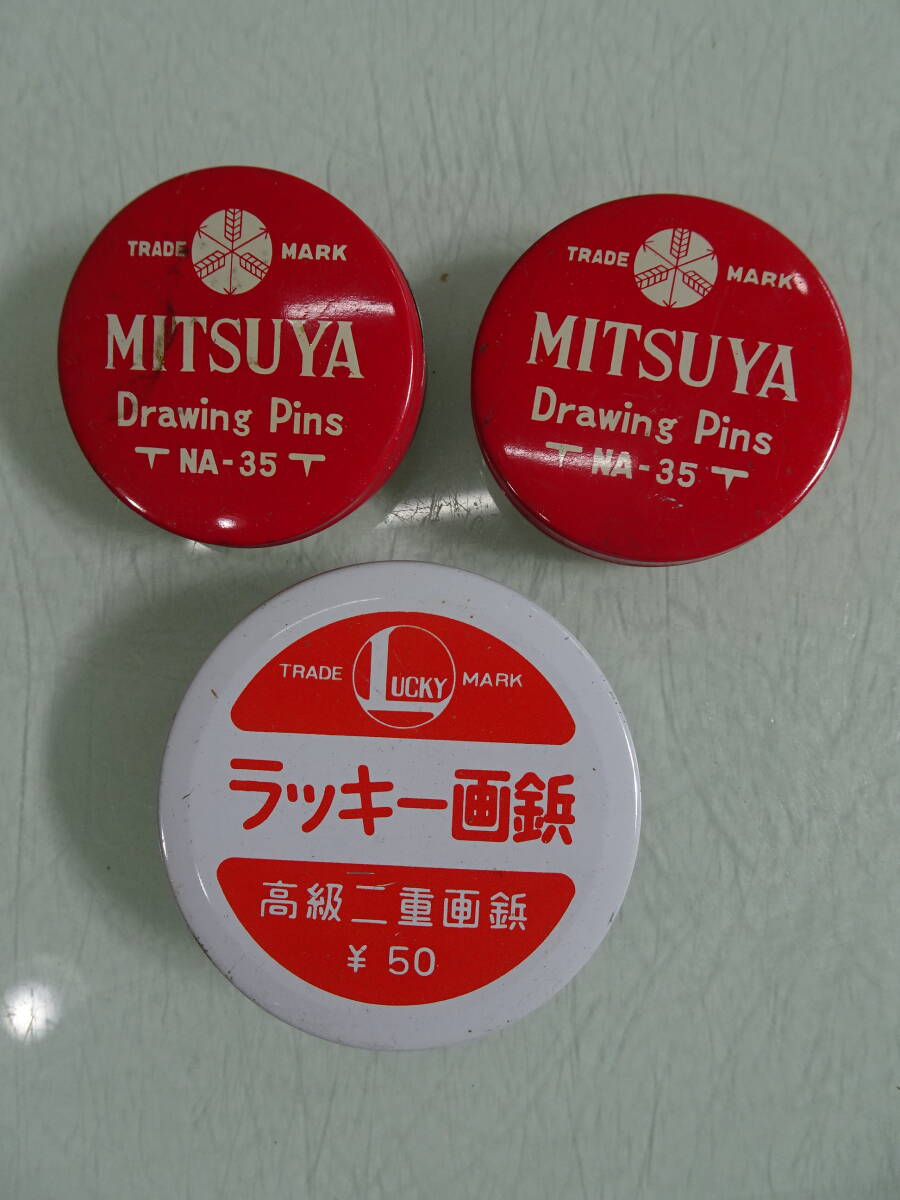 TRADE MARK
MITSUYA
Drawing Pins
NA-35
TRADE MARK
MITSUYA
Drawing Pins
NA-35
TRADE LUCKY MARK
ラッキー画鋲
高級二重画鋲
¥ 50